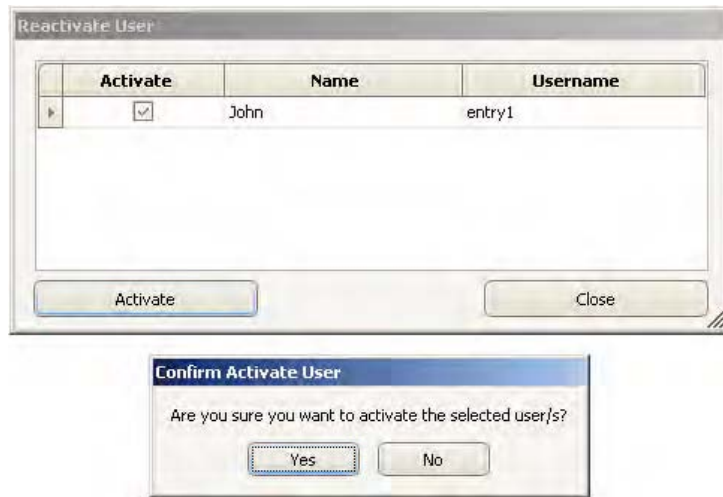 Reactivate User
Activate Name Username
John entry1
Activate Close
Confirm Activate User
Are you sure you want to activate the selected user/s?
Yes No